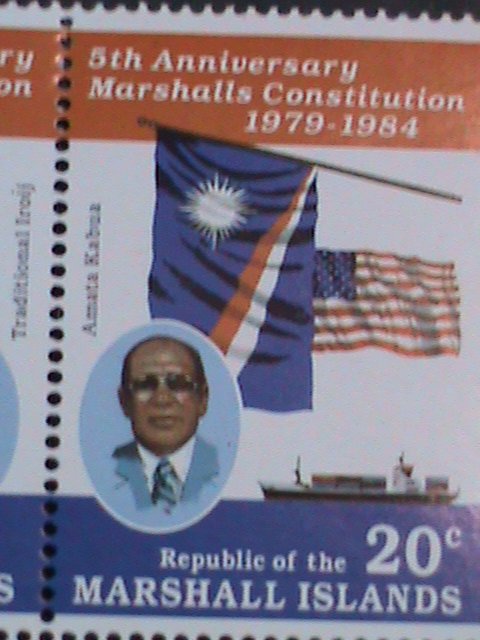 ry
on
5th Anniversary
Marshalls Constitution
1979-1984
Traditional Iroij
Amata Kabua
20c
Republic of the
MARSHALL ISLANDS
S